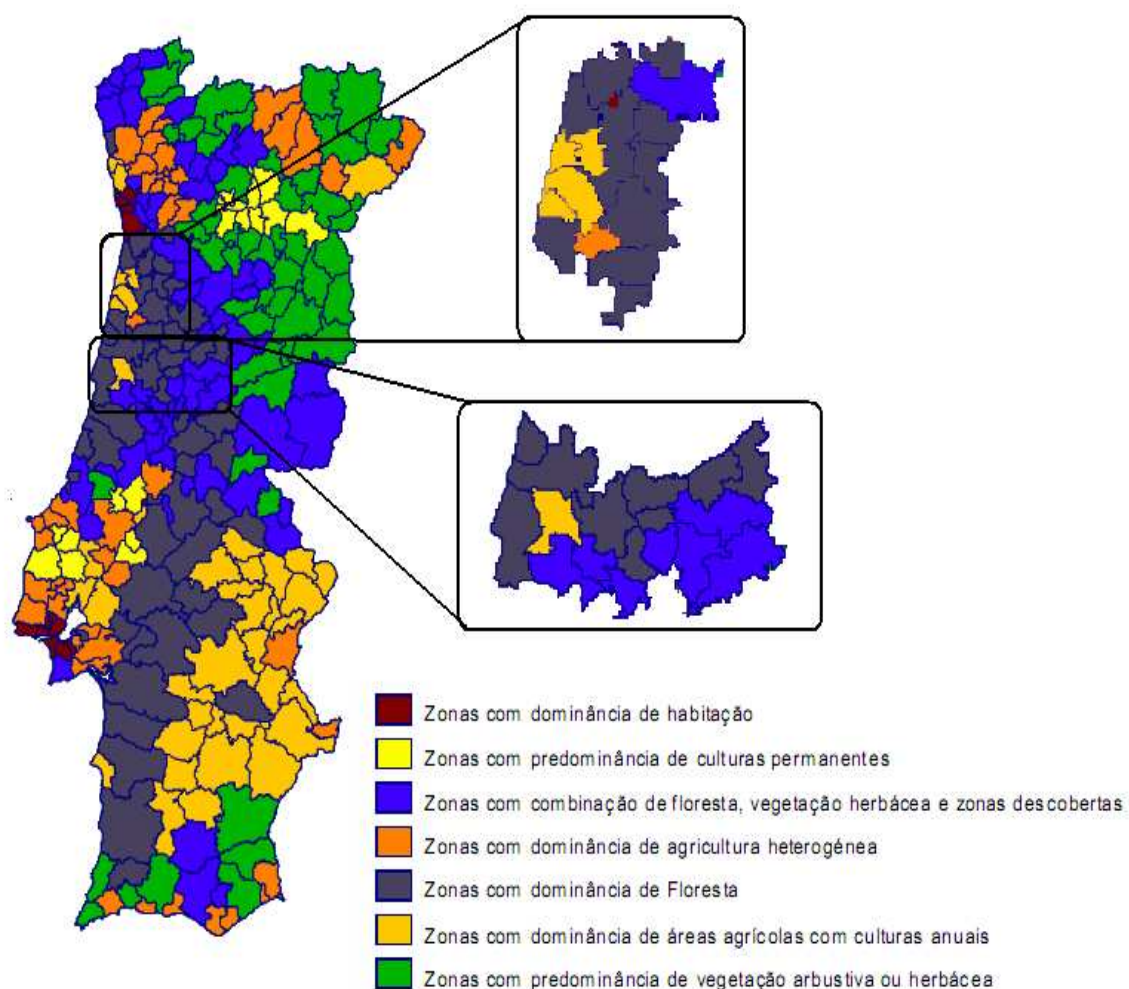 Zonas com dominância de habitação
Zonas com predominância de culturas permanentes
Zonas com combinação de floresta, vegetação herbácea e zonas descobertas
Zonas com dominância de agricultura heterogénea
Zonas com dominância de Floresta
Zonas com dominância de áreas agrícolas com culturas anuais
Zonas com predominância de vegetação arbustiva ou herbácea